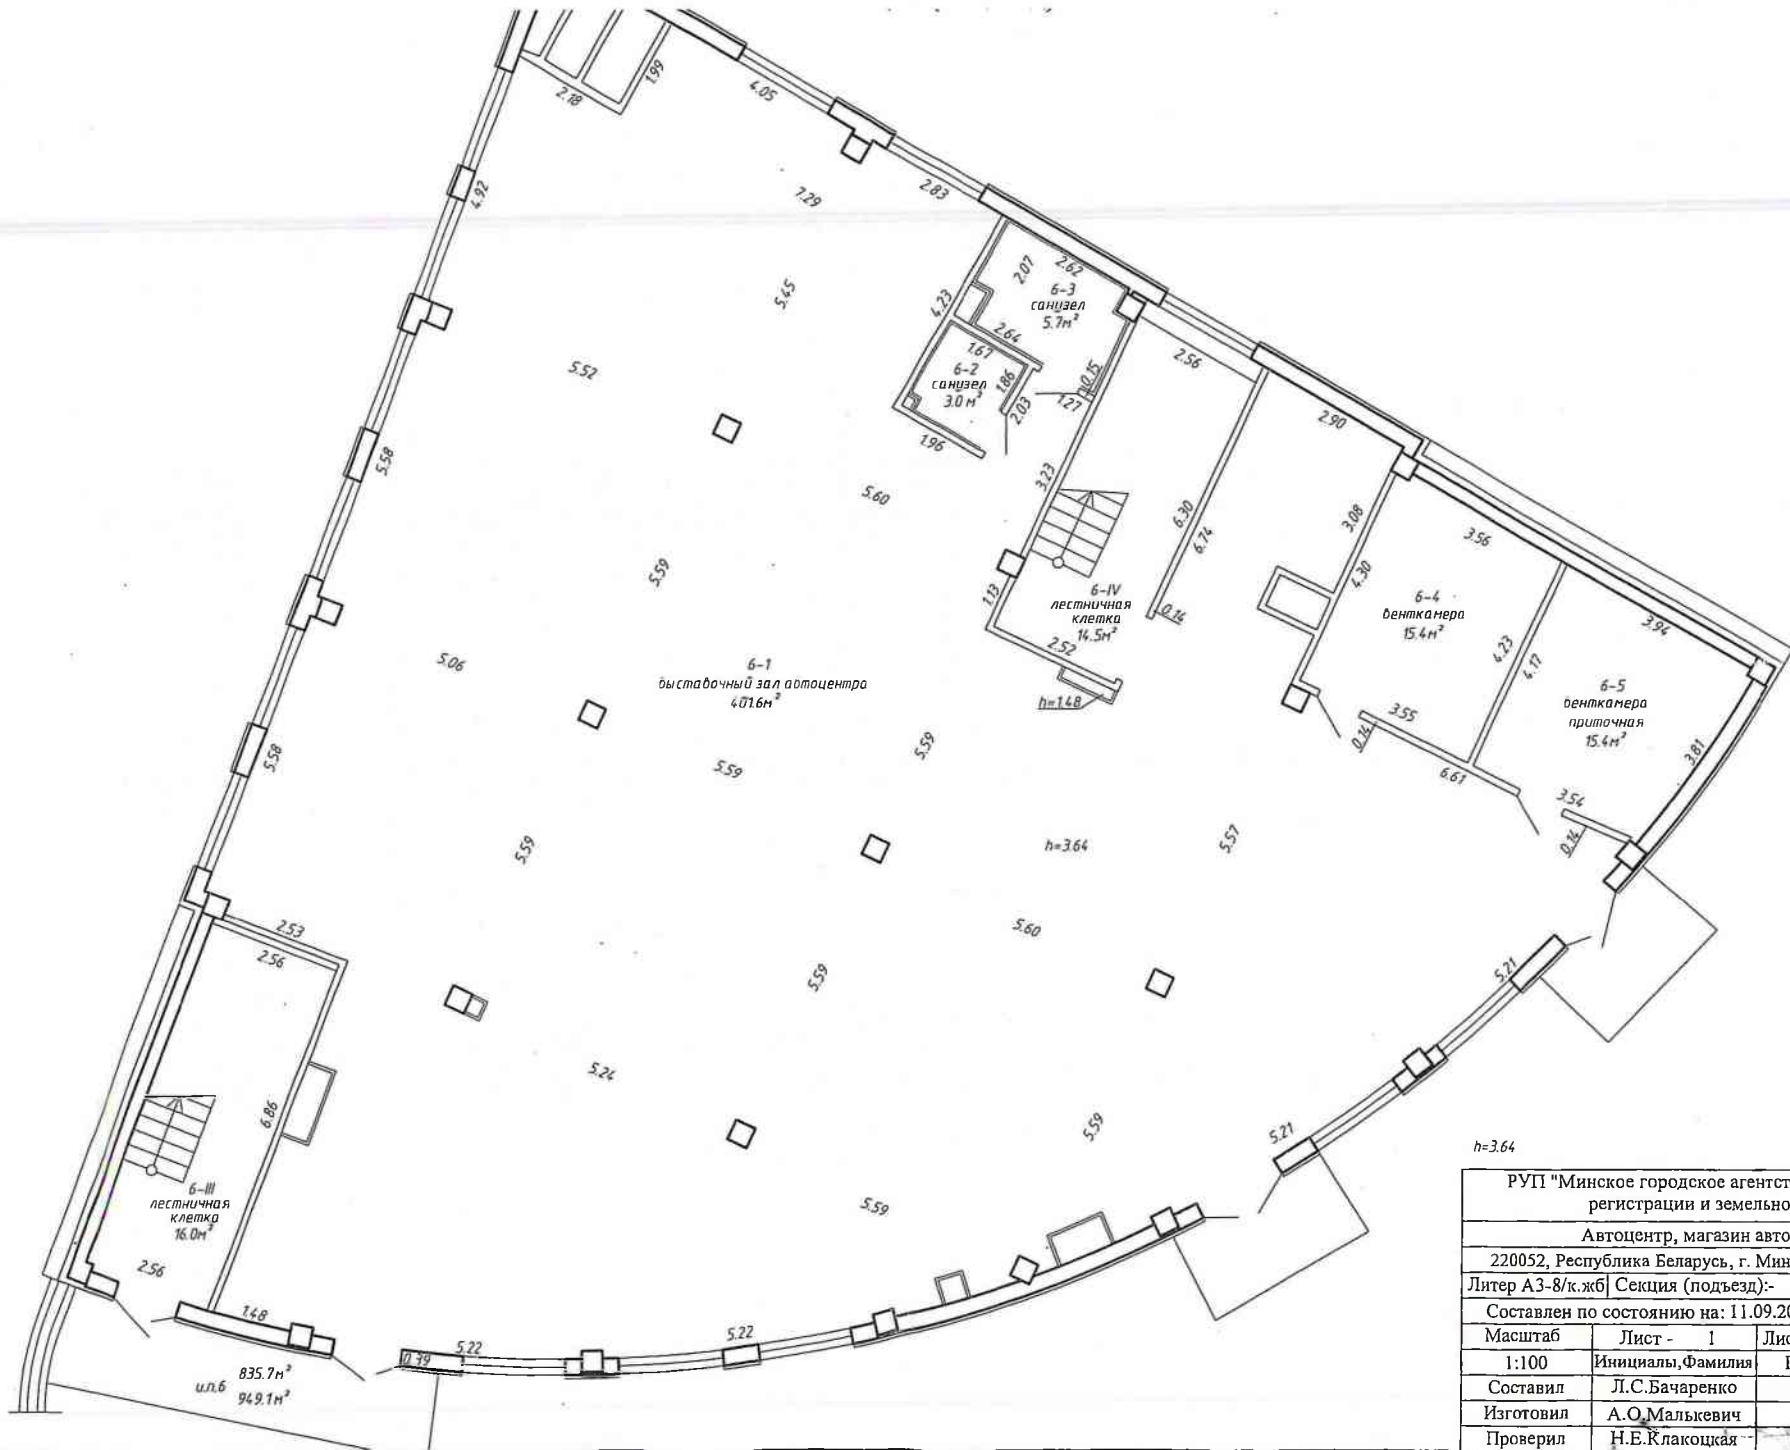 2.18
1.99
4.05
4.92
7.29
2.83
5.45
5.52
4.23
2.07
2.62
6-3
санузел
5.7м²
2.64
1.67
6-2
санузел
3.0 м²
1.86
2.03
0.15
1.27
1.96
2.56
2.90
5.58
5.60
3.23
6.30
6.74
3.08
3.56
5.59
1.13
6-IV
лестничная
клетка
14.5м²
0.14
4.30
6-4
венткамера
15.4м²
3.94
2.52
h=1.48
4.23
4.17
6-5
венткамера
приточная
15.4м²
3.81
5.06
6-1
выставочный зал автоцентра
401.6м²
3.55
0.14
6.61
3.54
0.14
5.58
5.59
5.59
5.59
h=3.64
5.57
2.53
2.56
5.60
5.59
5.21
5.24
6.86
5.59
5.21
6-III
лестничная
клетка
16.0м²
5.59
2.56
1.48
0.39
5.22
5.22
и.п.6
835.7м²
949.1м²
h=3.64
РУП "Минское городское агентст
регистрации и земельно
Автоцентр, магазин авто
220052, Республика Беларусь, г. Мин
Литер А3-8/к.жб Секция (подъезд):-
Составлен по состоянию на: 11.09.20
Масштаб Лист - 1 Лис
1:100 Инициалы,Фамилия
Составил Л.С.Бачаренко
Изготовил А.О.Малькевич
Проверил Н.Е.Клакоцкая